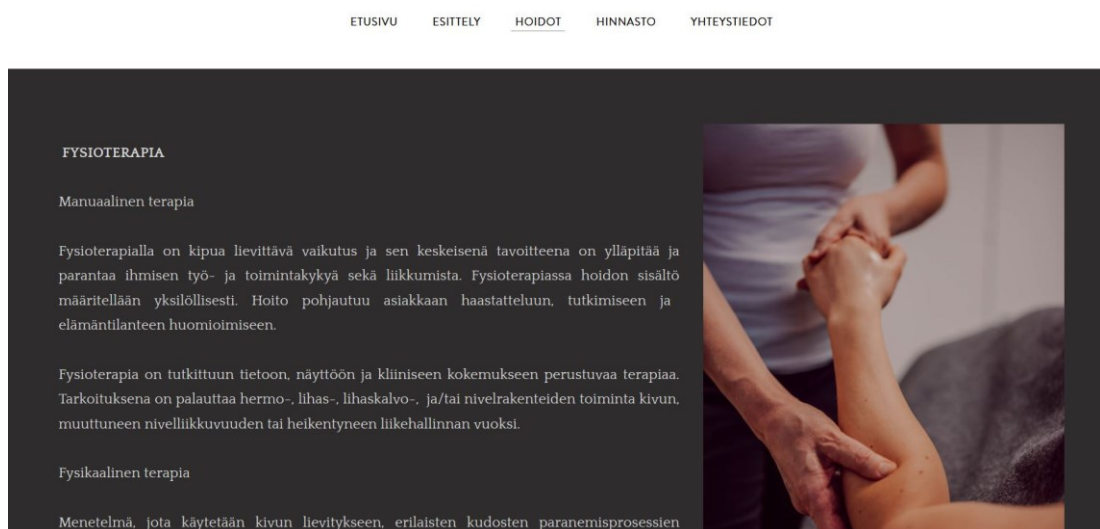 ETUSIVU ESITTELY HOIDOT HINNASTO YHTEYSTIEDOT
FYSIOTERAPIA
Manuaalinen terapia
Fysioterapialla on kipua lievittävä vaikutus ja sen keskeisenä tavoitteena on ylläpitää ja
parantaa ihmisen työ- ja toimintakykyä sekä liikkumista. Fysioterapiassa hoidon sisältö
määritellään yksilöllisesti. Hoito pohjautuu asiakkaan haastatteluun, tutkimiseen ja
elämäntilanteen huomioimiseen.
Fysioterapia on tutkittuun tietoon, näyttöön ja kliiniseen kokemukseen perustuvaa terapiaa.
Tarkoituksena on palauttaa hermo-, lihas-, lihaskalvo-, ja/tai nivelrakenteiden toiminta kivun,
muuttuneen nivelliikkuvuuden tai heikentyneen liikehallinnan vuoksi.
Fysikaalinen terapia
Menetelmä, jota käytetään kivun lievitykseen, erilaisten kudosten paranemisprosessien